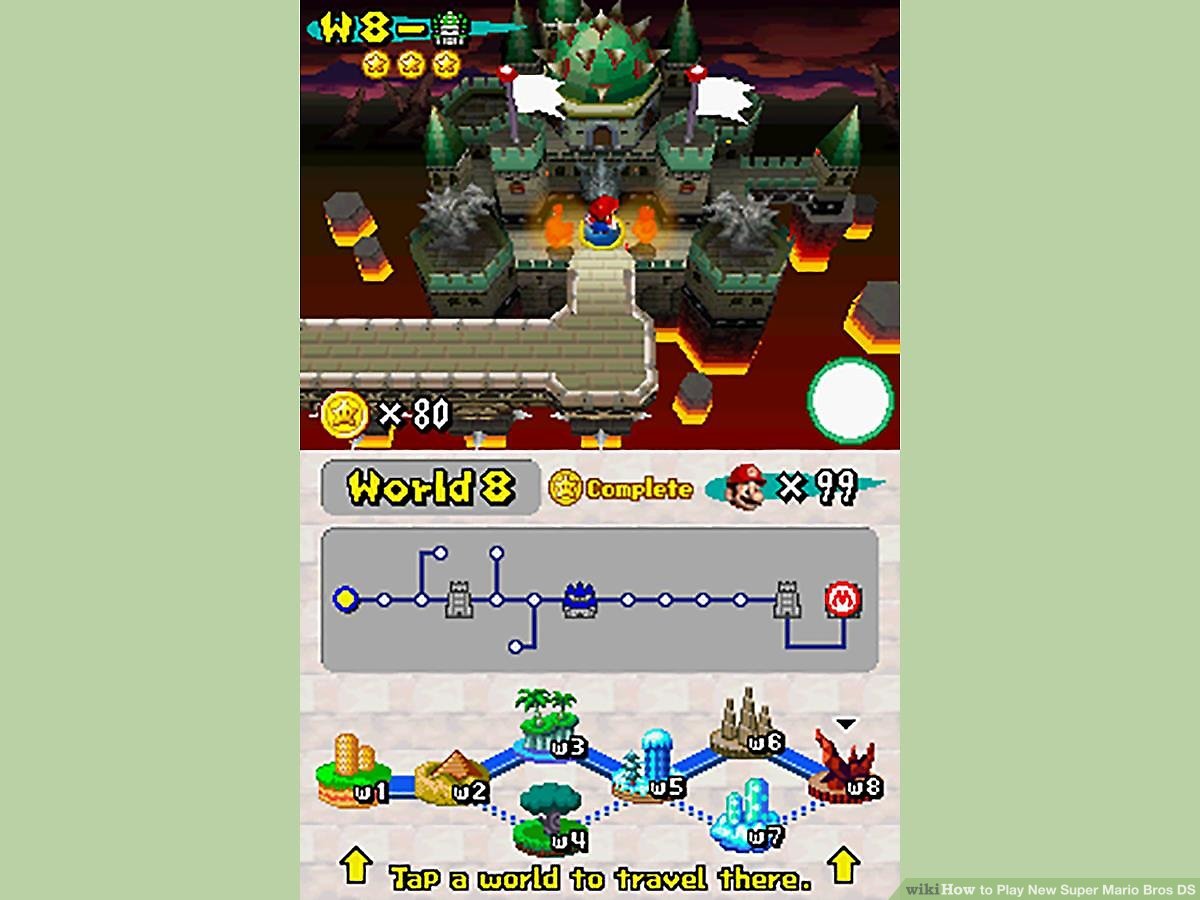 W 8 -
× 80
World 8
Complete
× 99
M
w1
w2
w3
w4
w5
w6
w7
w8
Tap a world to travel there.
wikiHow to Play New Super Mario Bros DS